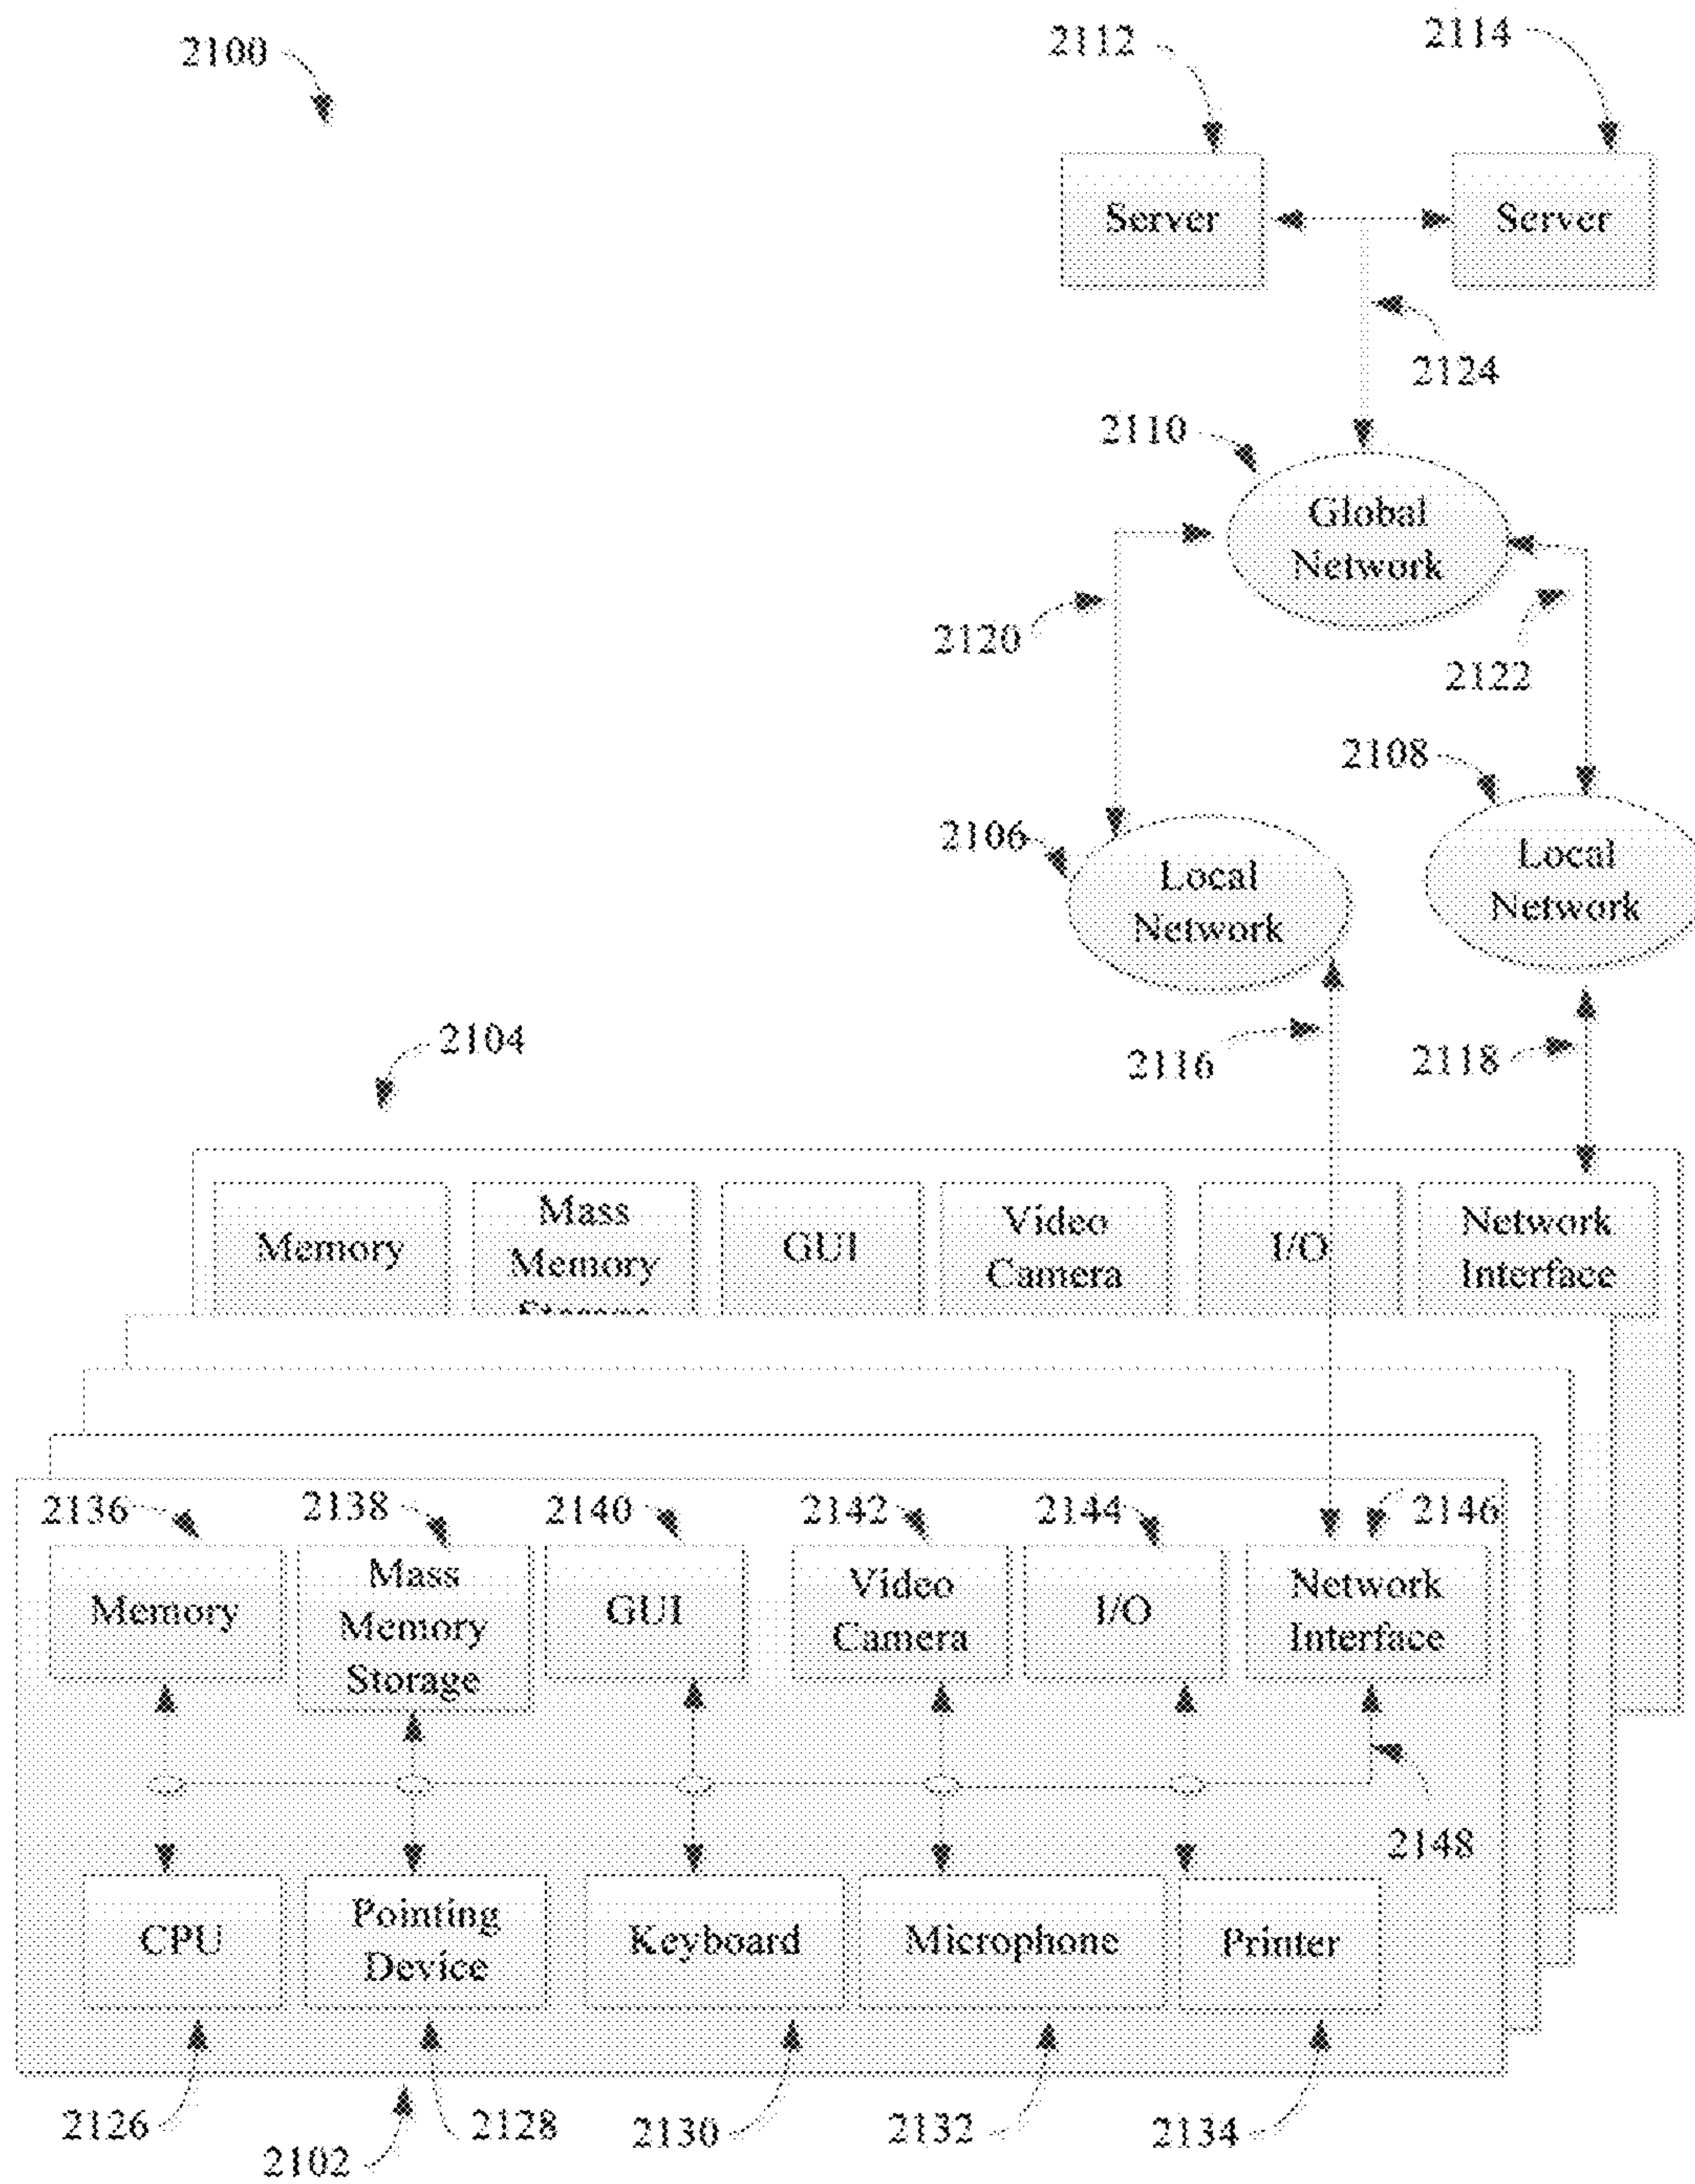 2100
2112
2114
Server
Server
2124
2110
Global
Network
2120
2122
2108
2106
Local
Network
Local
Network
2104
2116
2118
Memory
Mass
Memory
Storage
GUI
Video
Camera
I/O
Network
Interface
2136
2138
2140
2142
2144
2146
Memory
Mass
Memory
Storage
GUI
Video
Camera
I/O
Network
Interface
2148
CPU
Pointing
Device
Keyboard
Microphone
Printer
2126
2102
2128
2130
2132
2134